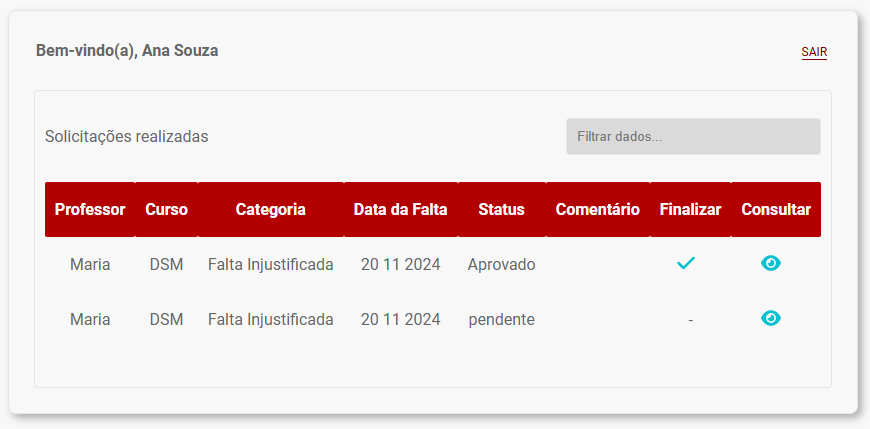 Bem-vindo(a), Ana Souza SAIR
Solicitações realizadas Filtrar dados...
Professor Curso Categoria Data da Falta Status Comentário Finalizar Consultar
Maria DSM Falta Injustificada 20 11 2024 Aprovado
Maria DSM Falta Injustificada 20 11 2024 pendente -